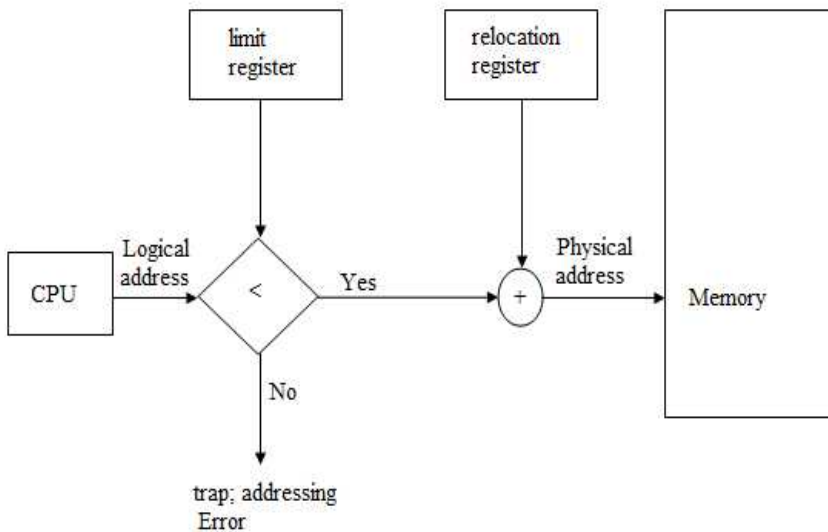 limit
register
relocation
register
Logical
address
CPU
<
Yes
+
Physical
address
Memory
No
trap; addressing
Error